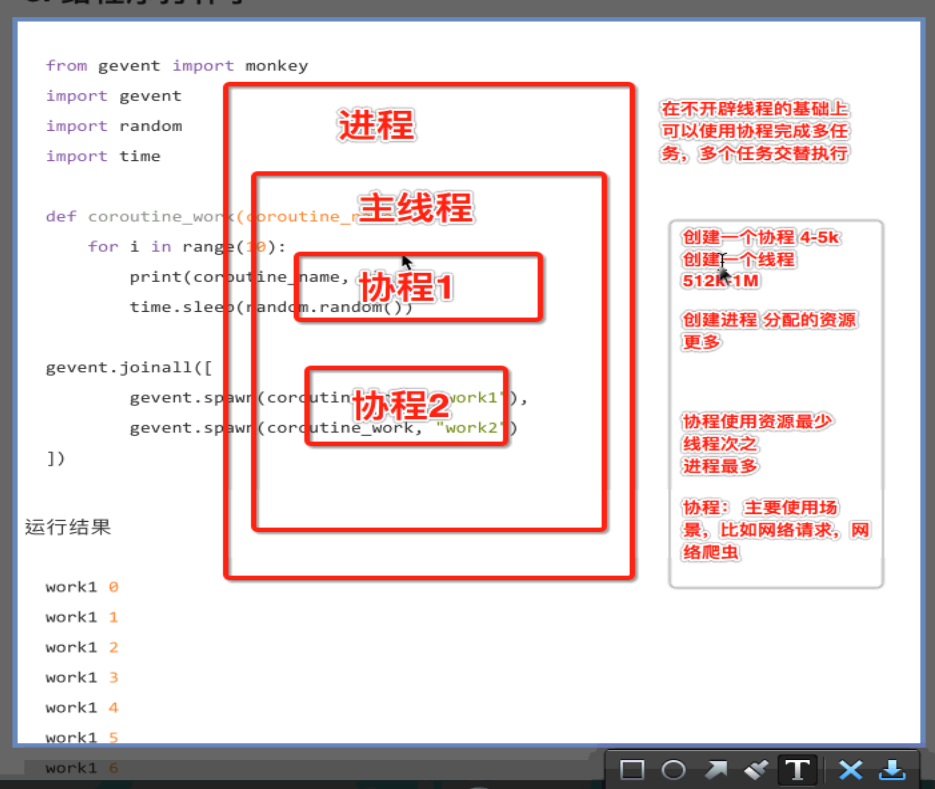 from gevent import monkey
import gevent
import random
import time
进程
在不开辟线程的基础上
可以使用协程完成多任
务，多个任务交替执行
主线程
def coroutine_work(coroutine_n
for i in range(10):
print(coroutine_name,
协程1
time.sleep(random.random())
gevent.joinall([
gevent.spawn(coroutin "work1"),
协程2
gevent.spawn(coroutine_work, "work2")
])
创建一个协程 4-5k
创建一个线程
512k-1M
创建进程 分配的资源
更多
协程使用资源最少
线程次之
进程最多
协程： 主要使用场
景，比如网络请求，网
络爬虫
运行结果
work1 0
work1 1
work1 2
work1 3
work1 4
work1 5
work1 6
T